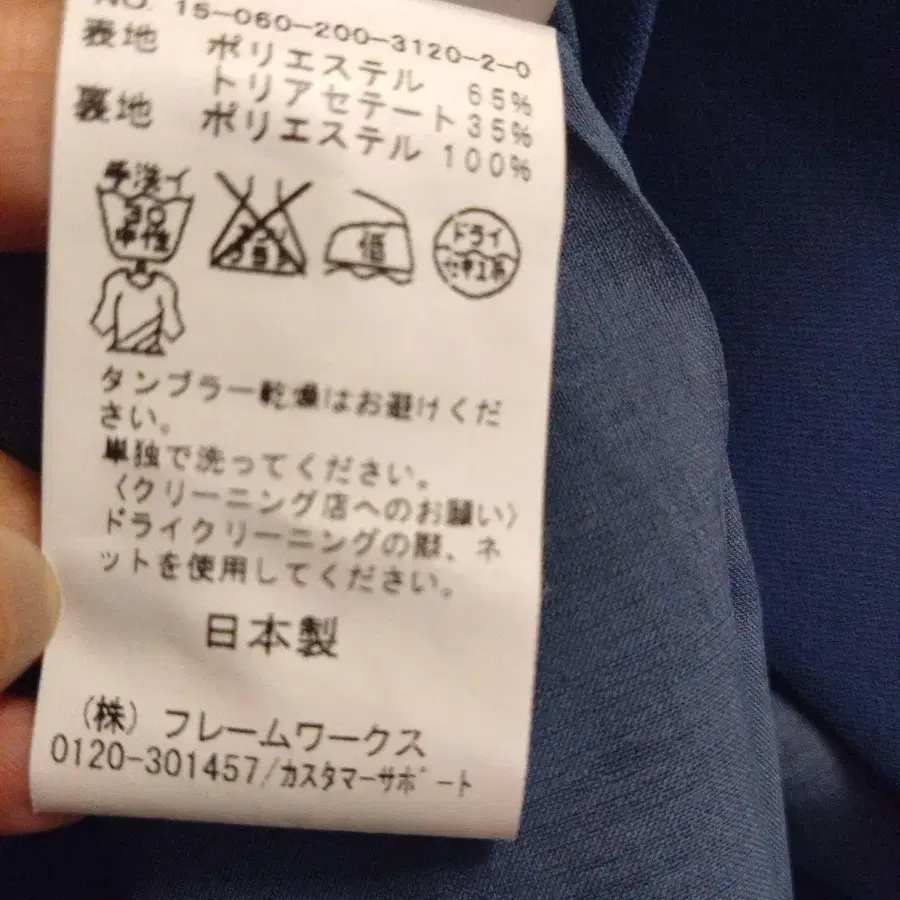 NO. 15-060-200-3120-2-0
表地 ポリエステル 65%
トリアセテート 35%
裏地 ポリエステル 100%
手洗イ
30
中性
低
ドライ
セキユ系
タンブラー乾燥はお避けくだ
さい。
単独で洗ってください。
〈クリーニング店へのお願い〉
ドライクリーニングの際、ネ
ットを使用してください。
日本製
(株) フレームワークス
0120-301457/カスタマーサポート